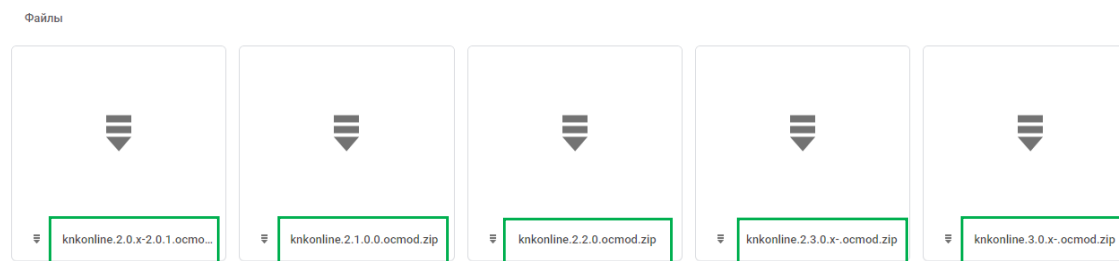 Файлы
knkonline.2.0.x-2.0.1.ocmo...
knkonline.2.1.0.0.ocmod.zip
knkonline.2.2.0.ocmod.zip
knkonline.2.3.0.x-.ocmod.zip
knkonline.3.0.x-.ocmod.zip